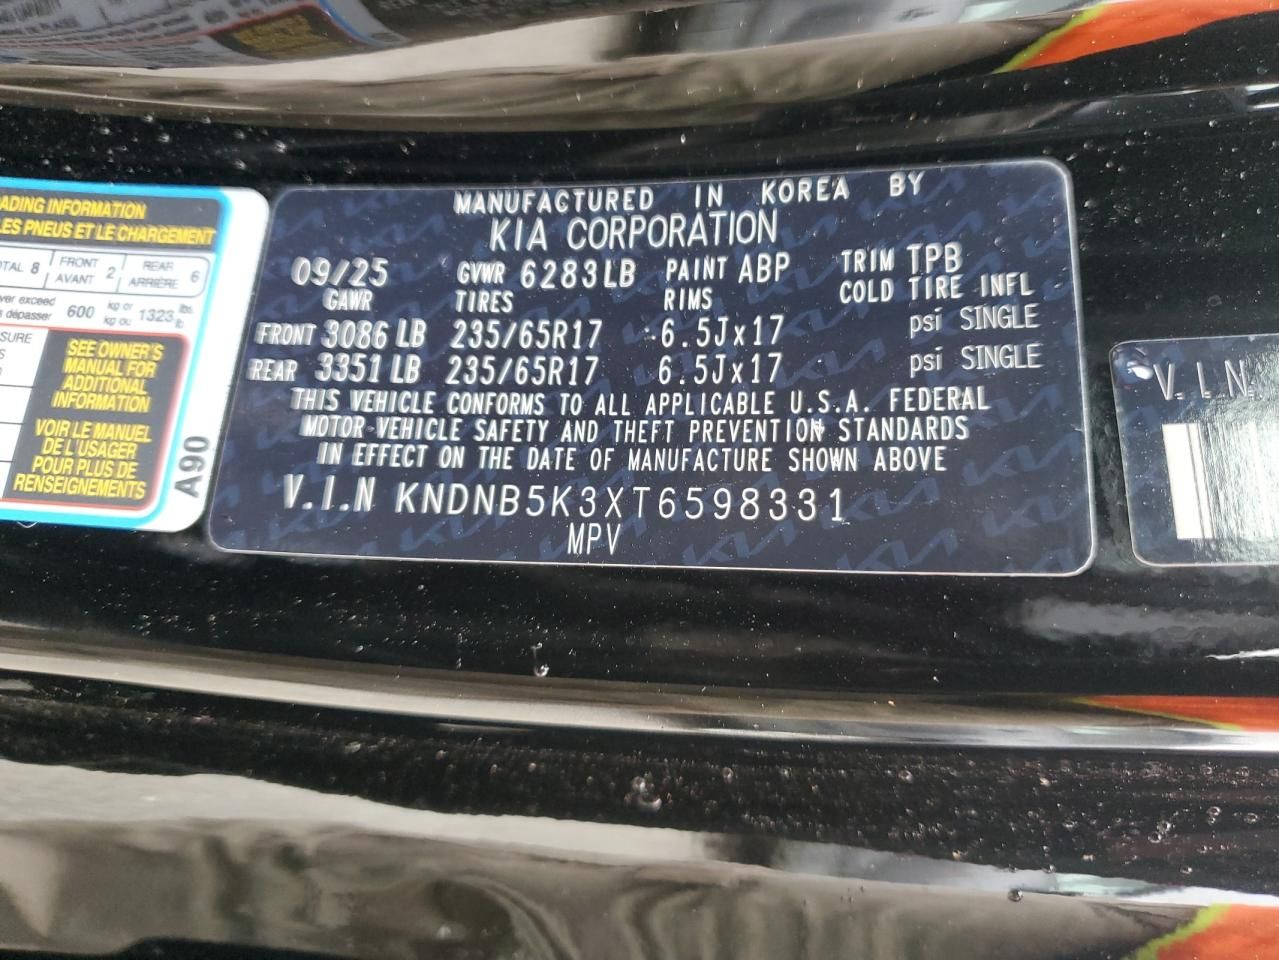 ADING INFORMATION
LES PNEUS ET LE CHARGEMENT
TOTAL 8 FRONT AVANT 2 REAR ARRIÈRE 6
ver exceed
s dépasser 600 kg or kg ou 1323 lbs. lb
SURE
SEE OWNER'S
MANUAL FOR
ADDITIONAL
INFORMATION
VOIR LE MANUEL
DE L'USAGER
POUR PLUS DE
RENSEIGNEMENTS
A90
MANUFACTURED IN KOREA BY
KIA CORPORATION
09/25 GVWR 6283LB PAINT ABP TRIM TPB
GAWR TIRES RIMS COLD TIRE INFL
FRONT 3086 LB 235/65R17 6.5Jx17 psi SINGLE
REAR 3351 LB 235/65R17 6.5Jx17 psi SINGLE
THIS VEHICLE CONFORMS TO ALL APPLICABLE U.S.A. FEDERAL
MOTOR VEHICLE SAFETY AND THEFT PREVENTION STANDARDS
IN EFFECT ON THE DATE OF MANUFACTURE SHOWN ABOVE
V.I.N KNDNB5K3XT6598331
MPV
V.I.N